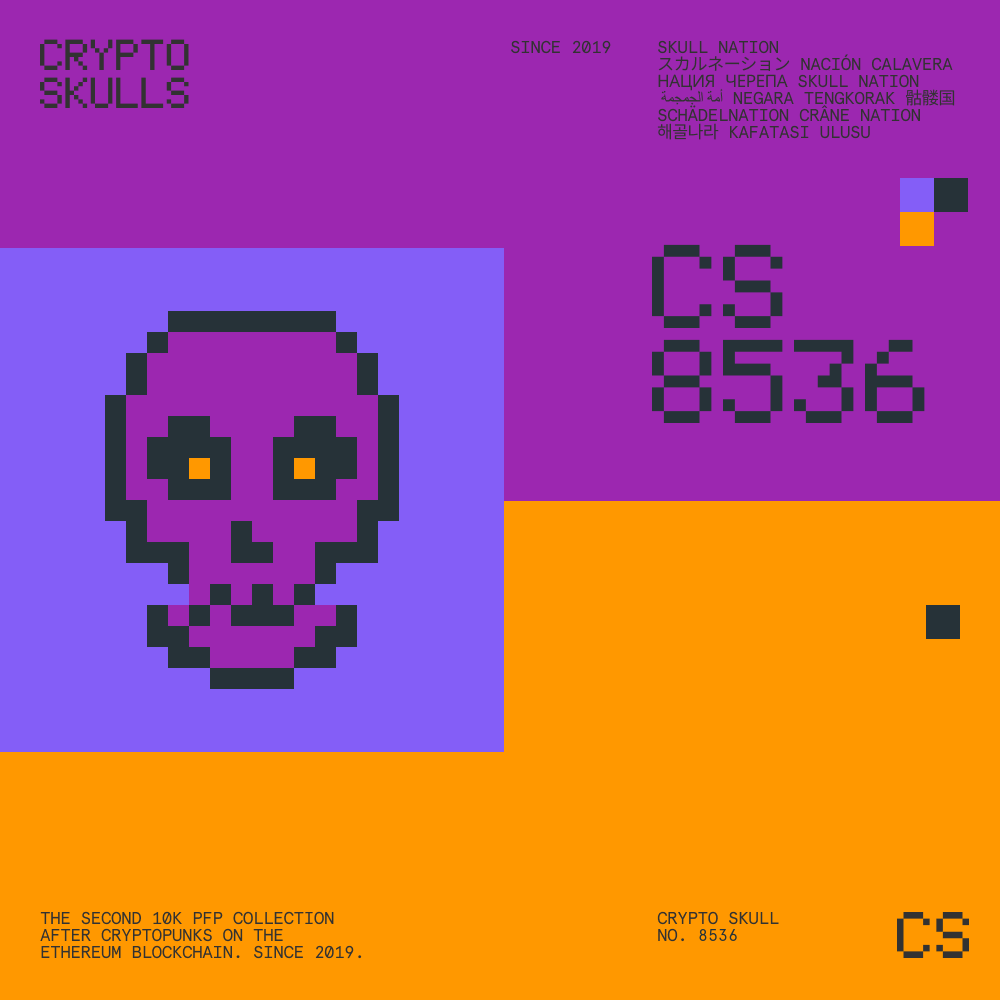 CRYPTO
SKULLS
SINCE 2019
SKULL NATION
スカルネーション NACIÓN CALAVERA
НАЦИЯ ЧЕРЕПА SKULL NATION
أمة الجمجمة NEGARA TENGKORAK 骷髅国
SCHÄDELNATION CRÂNE NATION
해골나라 KAFATASI ULUSU
CS
8536
THE SECOND 10K PFP COLLECTION
AFTER CRYPTOPUNKS ON THE
ETHEREUM BLOCKCHAIN. SINCE 2019.
CRYPTO SKULL
NO. 8536
CS